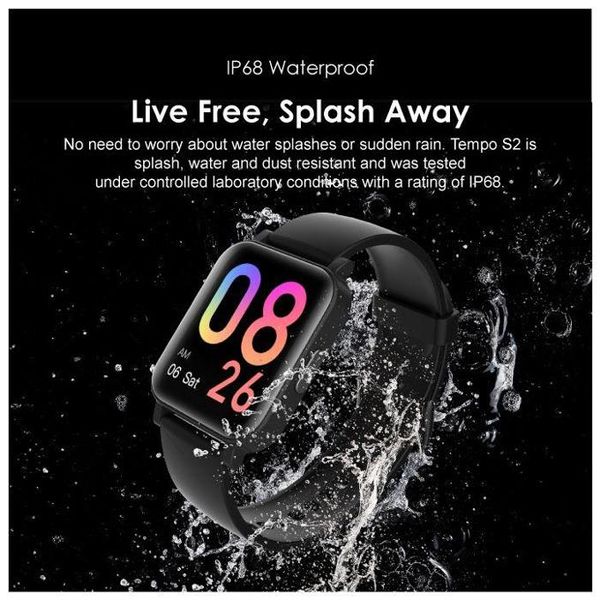 IP68 Waterproof
Live Free, Splash Away
No need to worry about water splashes or sudden rain. Tempo S2 is
splash, water and dust resistant and was tested
under controlled laboratory conditions with a rating of IP68.
08
AM
06 Sat
26